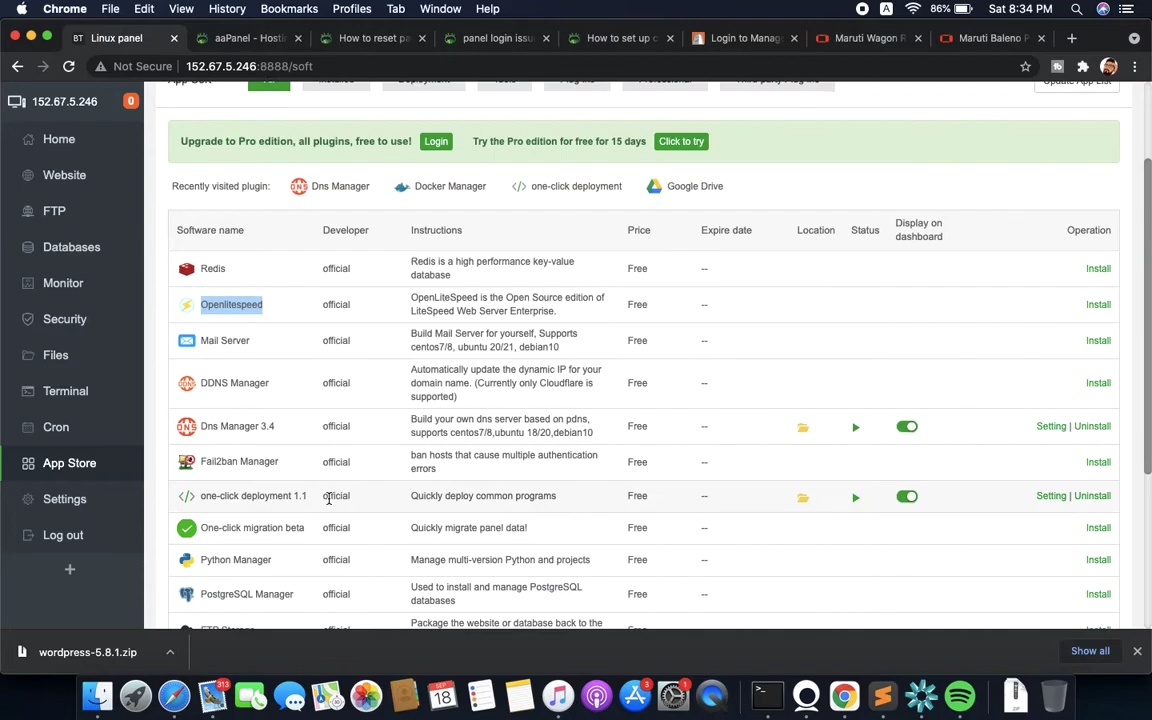 Chrome File Edit View History Bookmarks Profiles Tab Window Help A 86% Sat 8:34 PM
BT Linux panel aaPanel - Hosti How to reset pa panel login issu How to set up c Login to Manag Maruti Wagon R Maruti Baleno P
Not Secure 152.67.5.246:8888/soft
152.67.5.246 0
Home
Website
FTP
Databases
Monitor
Security
Files
Terminal
Cron
App Store
Settings
Log out
Update App List
Upgrade to Pro edition, all plugins, free to use! Login Try the Pro edition for free for 15 days Click to try
Recently visited plugin: DNS Dns Manager Docker Manager one-click deployment Google Drive
Software name Developer Instructions Price Expire date Location Status Display on dashboard Operation
Redis official Redis is a high performance key-value database Free -- Install
Openlitespeed official OpenLiteSpeed is the Open Source edition of LiteSpeed Web Server Enterprise. Free -- Install
Mail Server official Build Mail Server for yourself, Supports centos7/8, ubuntu 20/21, debian10 Free -- Install
DDNS DDNS Manager official Automatically update the dynamic IP for your domain name. (Currently only Cloudflare is supported) Free -- Install
DNS Dns Manager 3.4 official Build your own dns server based on pdns, supports centos7/8,ubuntu 18/20,debian10 Free -- Setting | Uninstall
Fail2ban Manager official ban hosts that cause multiple authentication errors Free -- Install
one-click deployment 1.1 official Quickly deploy common programs Free -- Setting | Uninstall
One-click migration beta official Quickly migrate panel data! Free -- Install
Python Manager official Manage multi-version Python and projects Free -- Install
PostgreSQL Manager official Used to install and manage PostgreSQL databases Free -- Install
Package the website or database back to the
wordpress-5.8.1.zip Show all
313 SEP 18 3 1 ZIP